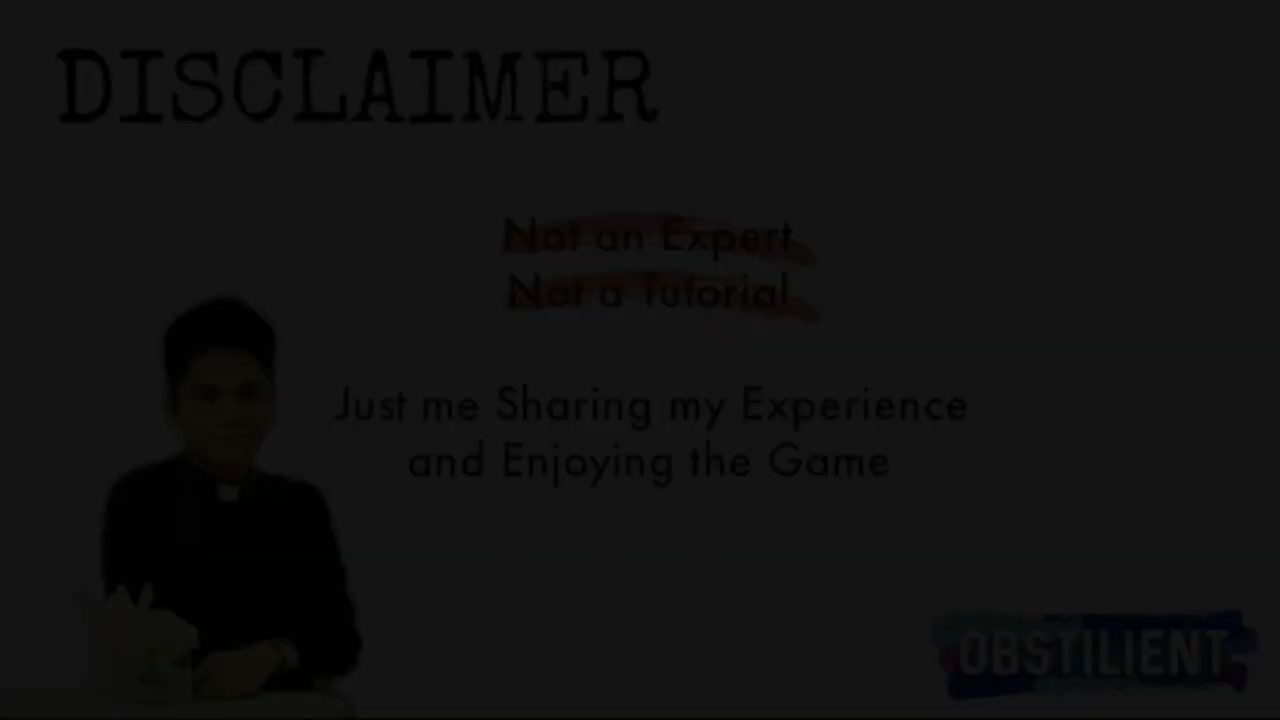 DISCLAIMER
Not an Expert
Not a Tutorial
Just me Sharing my Experience
and Enjoying the Game
OBSTILIENT